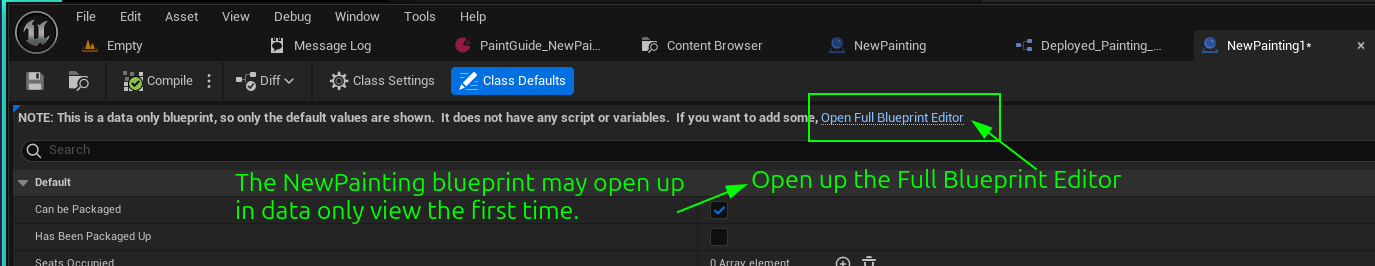 File Edit Asset View Debug Window Tools Help
Empty Message Log PaintGuide_NewPai... Content Browser NewPainting Deployed_Painting_... NewPainting1*
Compile Diff Class Settings Class Defaults
NOTE: This is a data only blueprint, so only the default values are shown. It does not have any script or variables. If you want to add some, Open Full Blueprint Editor
Search
Default
The NewPainting blueprint may open up
in data only view the first time.
Open up the Full Blueprint Editor
Can be Packaged
Has Been Packaged Up
Seats Occupied 0 Array element